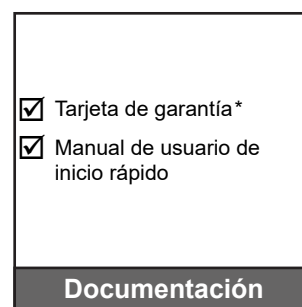 ☑ Tarjeta de garantía*
☑ Manual de usuario de
inicio rápido
Documentación